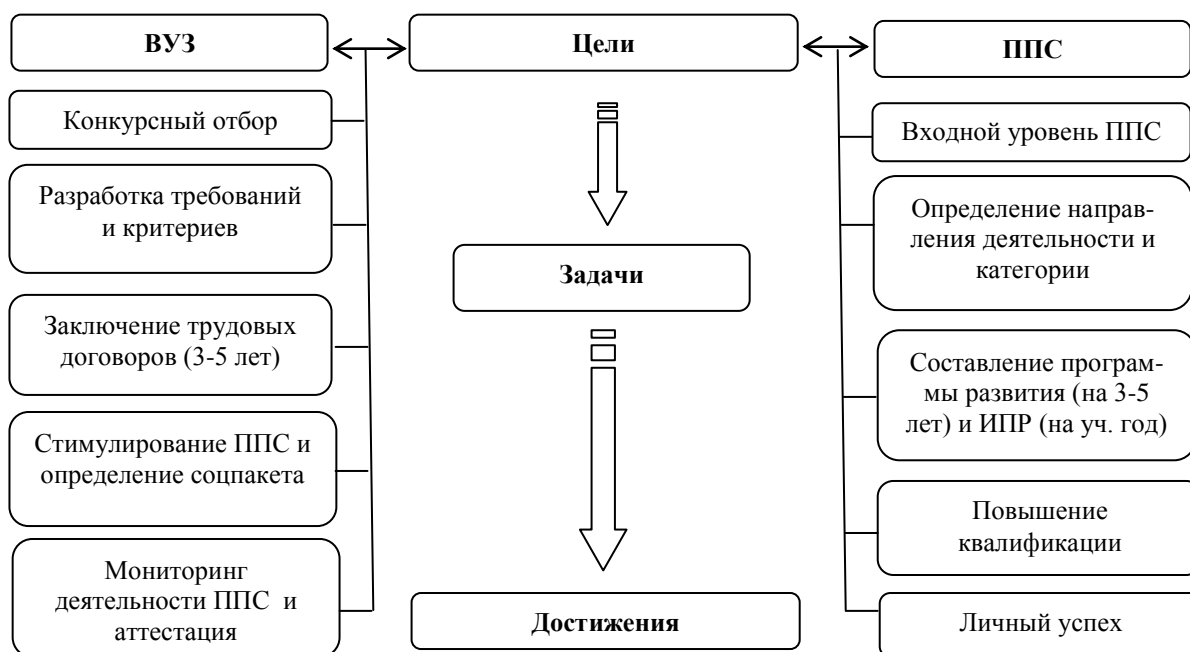 ВУЗ
Цели
ППС
Конкурсный отбор
Разработка требований
и критериев
Заключение трудовых
договоров (3-5 лет)
Стимулирование ППС и
определение соцпакета
Мониторинг
деятельности ППС и
аттестация
Задачи
Достижения
Входной уровень ППС
Определение направ-
ления деятельности и
категории
Составление програм-
мы развития (на 3-5
лет) и ИПР (на уч. год)
Повышение
квалификации
Личный успех